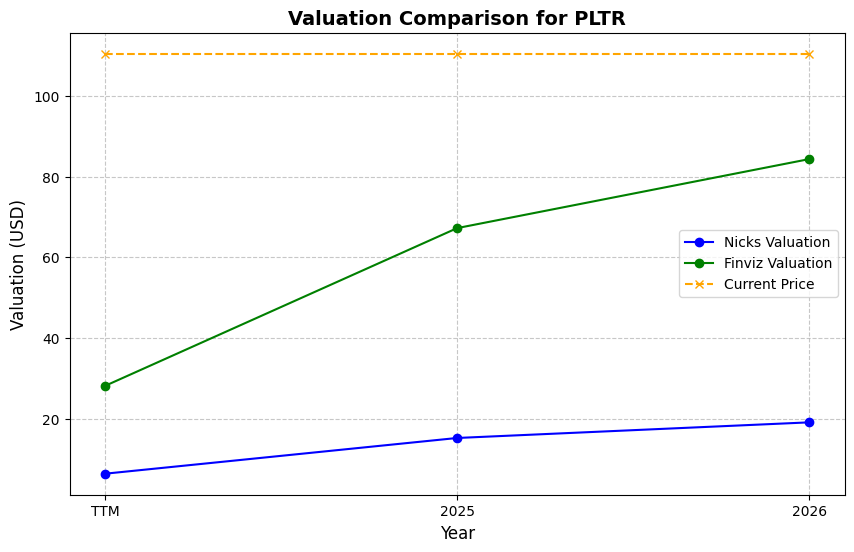 Valuation Comparison for PLTR
Valuation (USD)
100
80
60
40
20
Nicks Valuation
Finviz Valuation
Current Price
TTM
2025
2026
Year